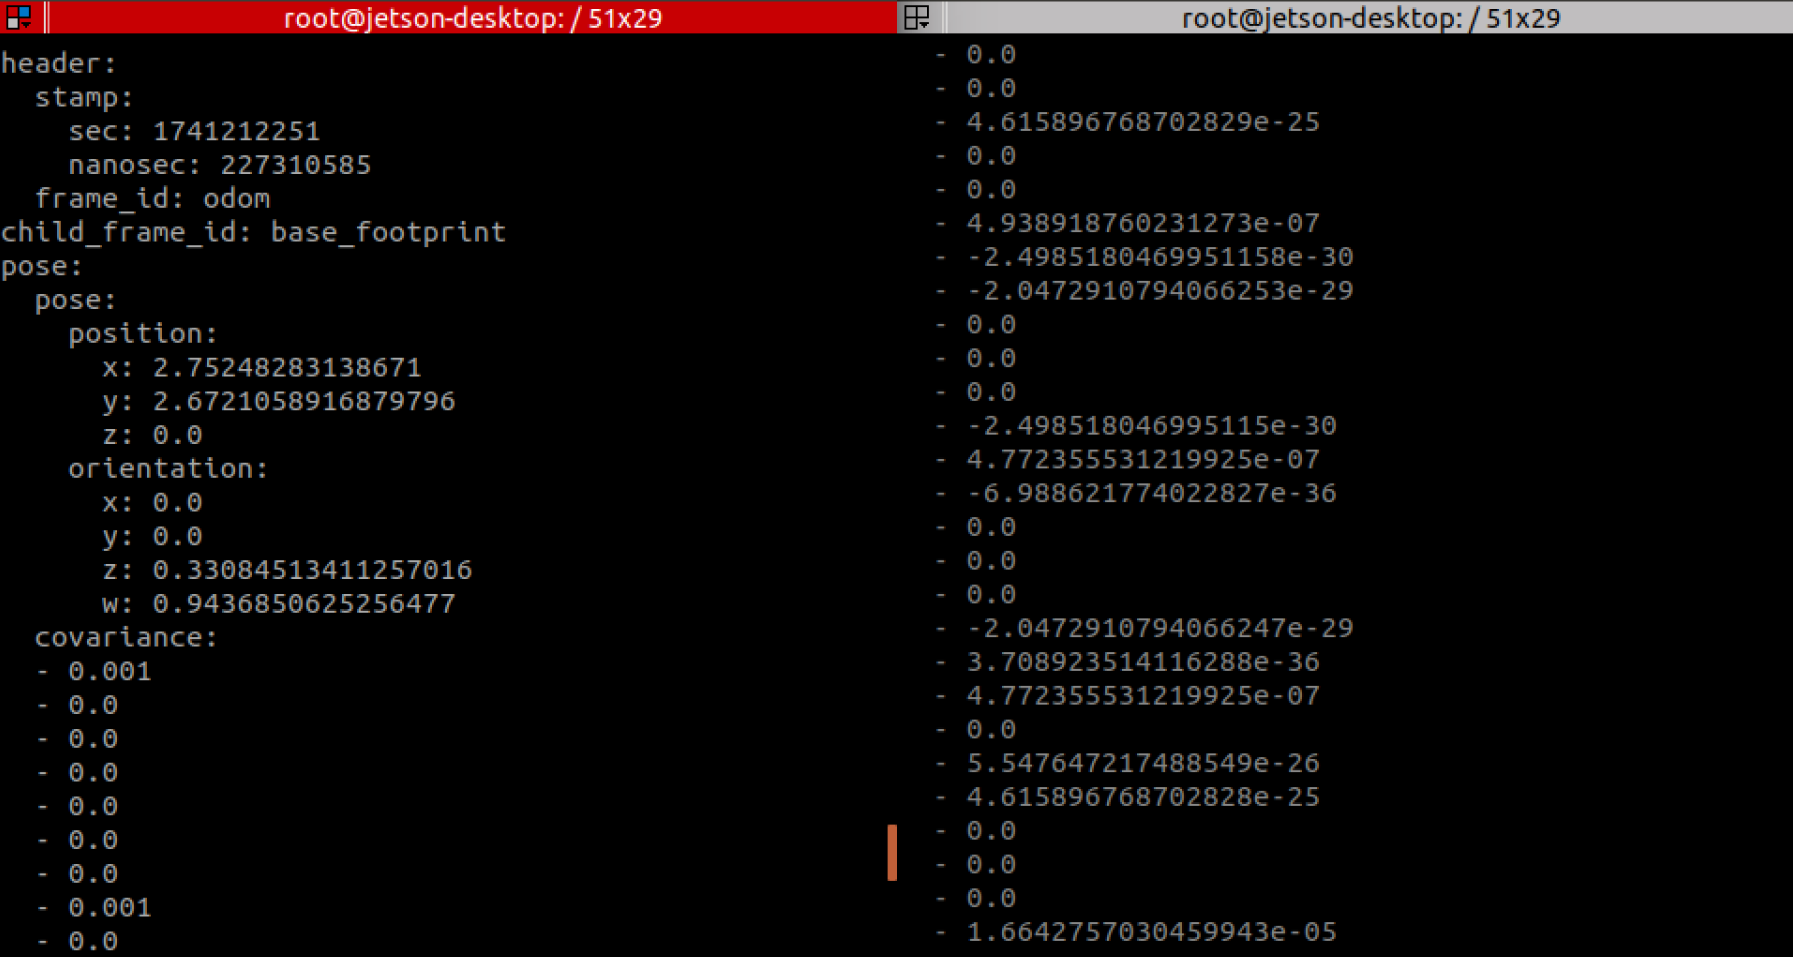 root@jetson-desktop: / 51x29
header:
  stamp:
    sec: 1741212251
    nanosec: 227310585
  frame_id: odom
child_frame_id: base_footprint
pose:
  pose:
    position:
      x: 2.75248283138671
      y: 2.6721058916879796
      z: 0.0
    orientation:
      x: 0.0
      y: 0.0
      z: 0.33084513411257016
      w: 0.9436850625256477
  covariance:
  - 0.001
  - 0.0
  - 0.0
  - 0.0
  - 0.0
  - 0.0
  - 0.0
  - 0.001
  - 0.0
root@jetson-desktop: / 51x29
- 0.0
- 0.0
- 4.615896768702829e-25
- 0.0
- 0.0
- 4.938918760231273e-07
- -2.4985180469951158e-30
- -2.0472910794066253e-29
- 0.0
- 0.0
- 0.0
- -2.498518046995115e-30
- 4.772355531219925e-07
- -6.988621774022827e-36
- 0.0
- 0.0
- 0.0
- -2.0472910794066247e-29
- 3.7089235141162 88e-36
- 4.772355531219925e-07
- 0.0
- 5.547647217488549e-26
- 4.615896768702828e-25
- 0.0
- 0.0
- 0.0
- 1.6642757030459943e-05